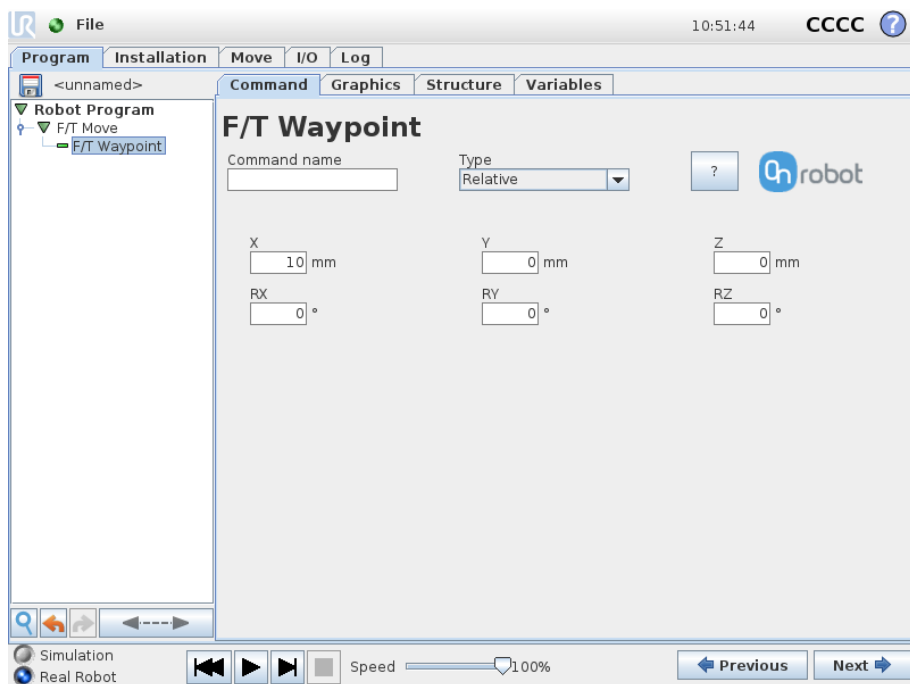 UR File 10:51:44 CCCC ?
Program Installation Move I/O Log
<unnamed> Command Graphics Structure Variables
Robot Program
F/T Move
F/T Waypoint
F/T Waypoint
Command name Type
Relative ? On robot
X Y Z
10 mm 0 mm 0 mm
RX RY RZ
0 ° 0 ° 0 °
Simulation
Real Robot
Speed 100% Previous Next